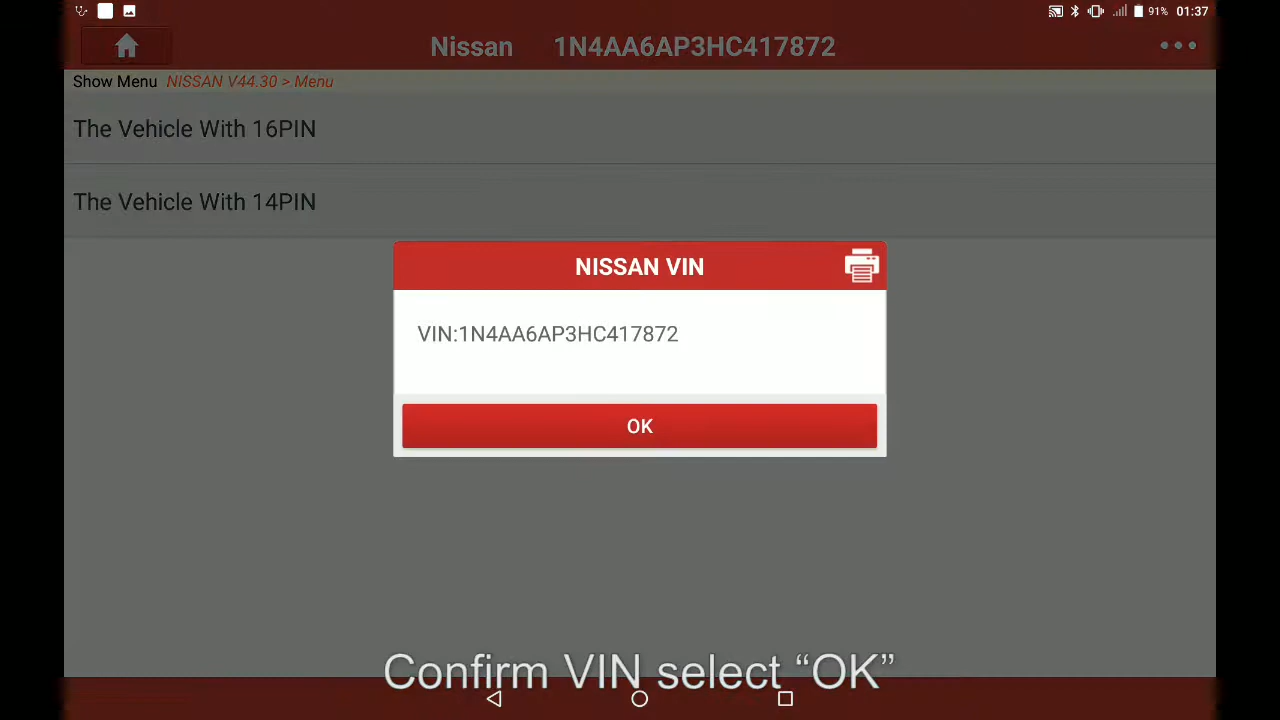 91% 01:37
Nissan 1N4AA6AP3HC417872
Show Menu NISSAN V44.30 > Menu
The Vehicle With 16PIN
The Vehicle With 14PIN
NISSAN VIN
VIN:1N4AA6AP3HC417872
OK
Confirm VIN select “OK”